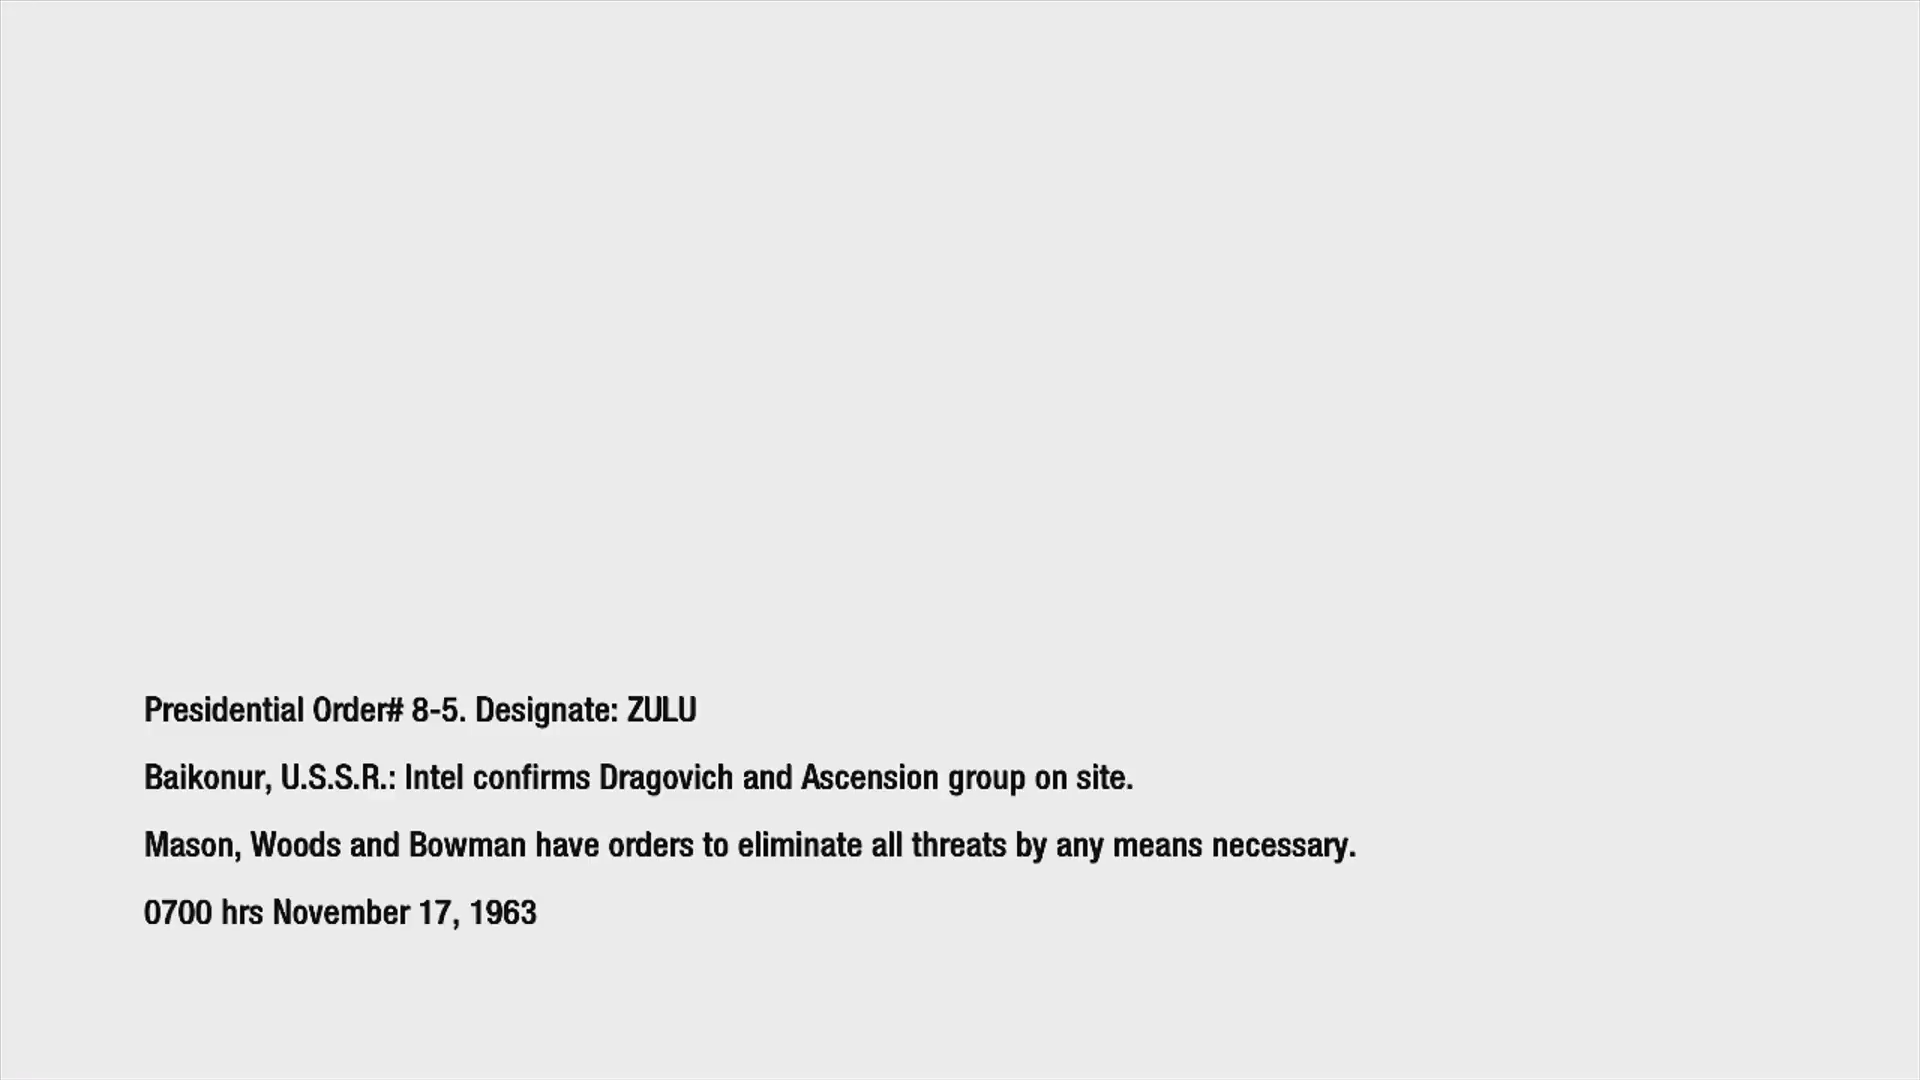 Presidential Order# 8-5. Designate: ZULU
Baikonur, U.S.S.R.: Intel confirms Dragovich and Ascension group on site.
Mason, Woods and Bowman have orders to eliminate all threats by any means necessary.
0700 hrs November 17, 1963